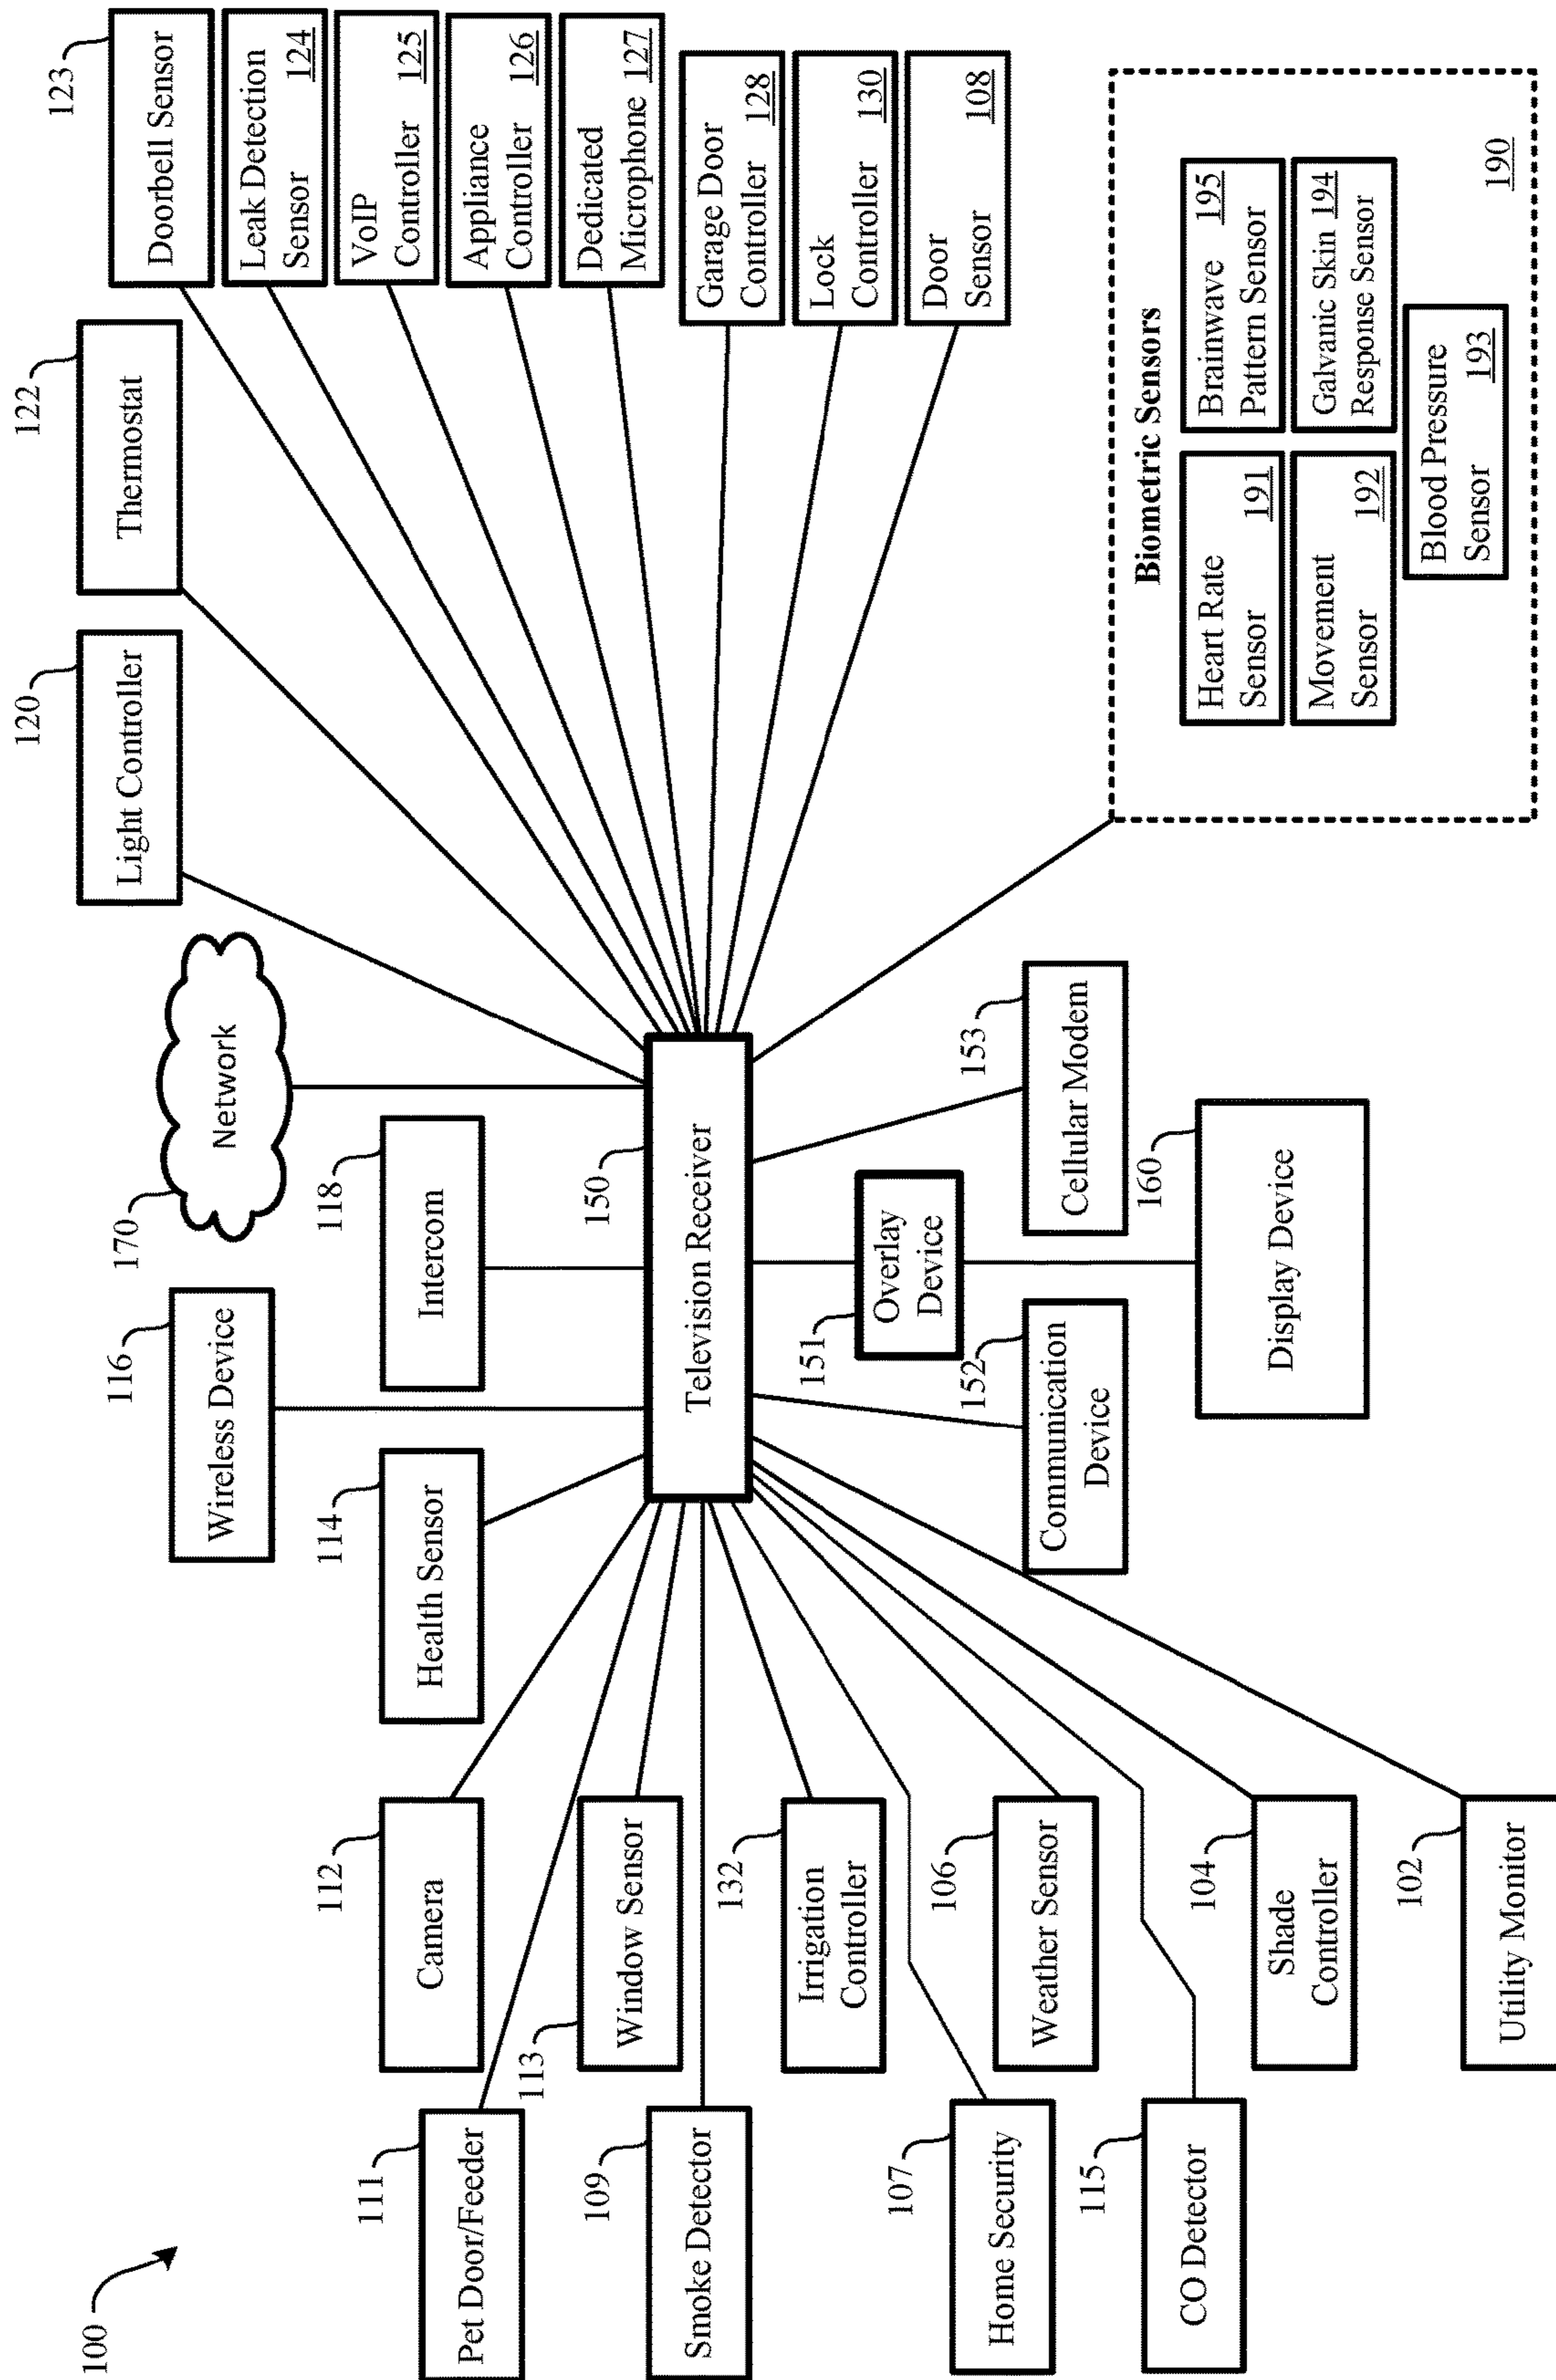 100
170
Network
116
Wireless Device
118
Intercom
120
Light Controller
122
Thermostat
123
Doorbell Sensor
Leak Detection
Sensor 124
VoIP
Controller 125
Appliance
Controller 126
Dedicated
Microphone 127
Garage Door
Controller 128
Lock
Controller 130
Door
Sensor 108
114
Health Sensor
112
Camera
111
Pet Door/Feeder
113
Window Sensor
109
Smoke Detector
132
Irrigation
Controller
107
Home Security
106
Weather Sensor
115
CO Detector
104
Shade
Controller
102
Utility Monitor
150
Television Receiver
151
Overlay
Device
152
Communication
Device
153
Cellular Modem
160
Display Device
Biometric Sensors
Heart Rate
Sensor 191
Brainwave 195
Pattern Sensor
Movement
Sensor 192
Galvanic Skin 194
Response Sensor
Blood Pressure
Sensor 193
190